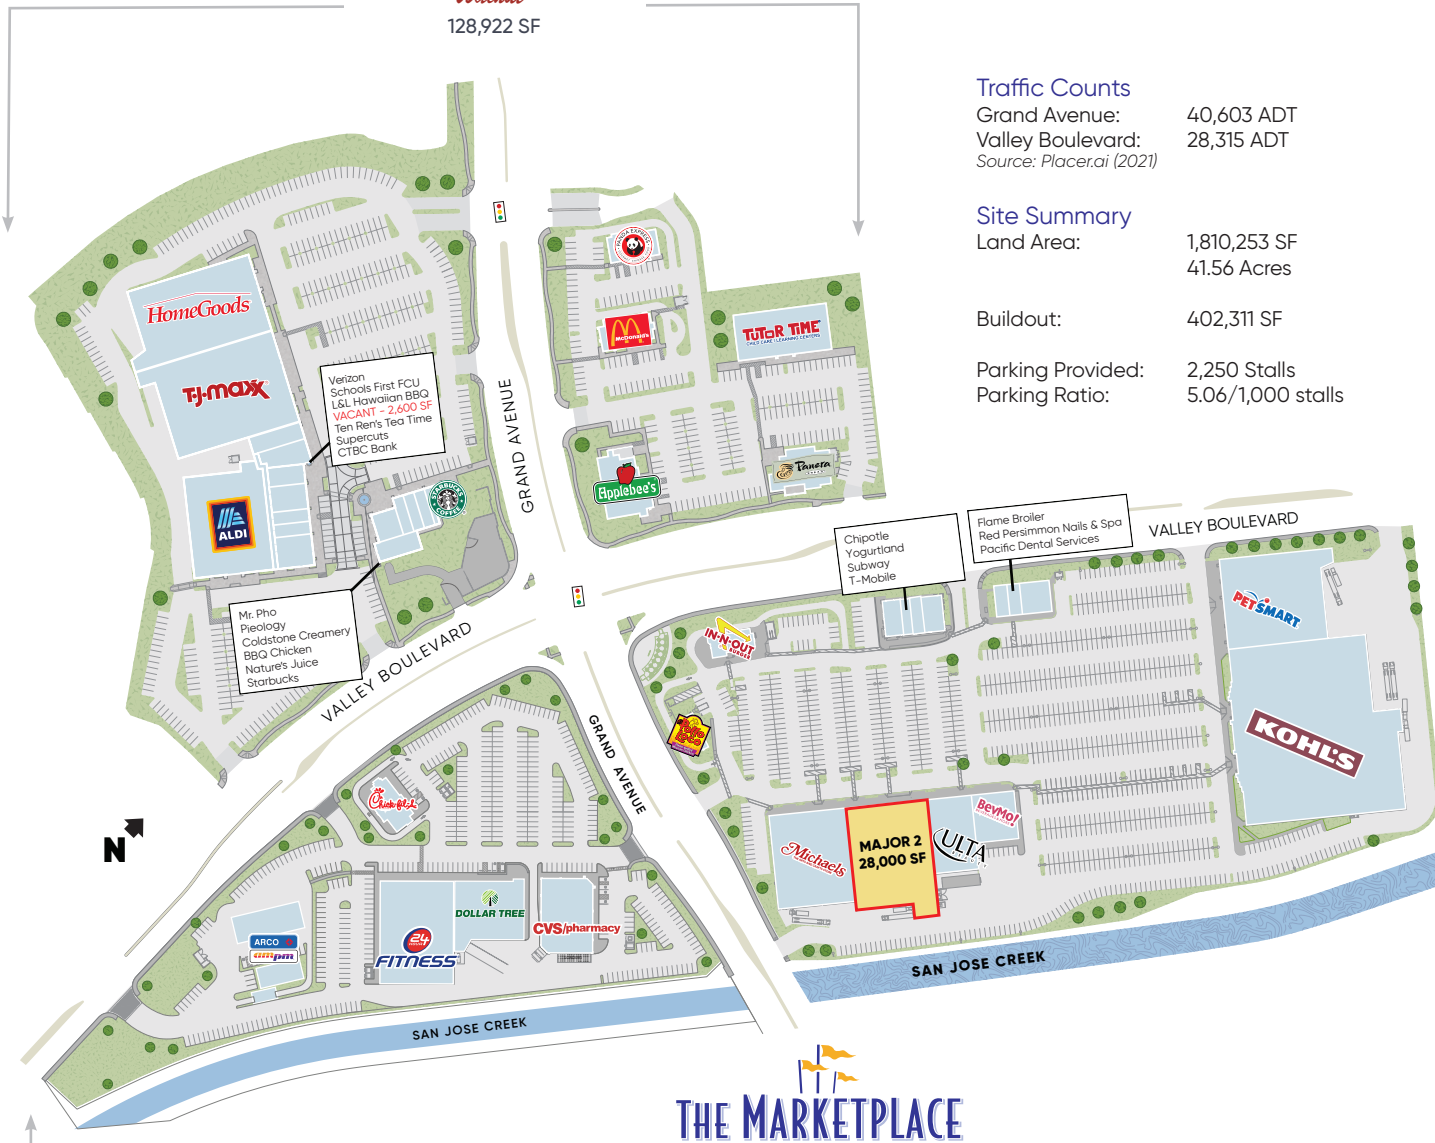 128,922 SF
Traffic Counts
Grand Avenue: 40,603 ADT
Valley Boulevard: 28,315 ADT
Source: Placer.ai (2021)
Site Summary
Land Area: 1,810,253 SF
41.56 Acres
Buildout: 402,311 SF
Parking Provided: 2,250 Stalls
Parking Ratio: 5.06/1,000 stalls
PANDA EXPRESS
HomeGoods
McDonald's
TUTOR TIME
CHILD CARE / LEARNING CENTERS
T·J·maxx
Verizon
Schools First FCU
L&L Hawaiian BBQ
VACANT - 2,600 SF
Ten Ren's Tea Time
Supercuts
CTBC Bank
GRAND AVENUE
Applebee's
Panera
STARBUCKS COFFEE
ALDI
Chipotle
Yogurtland
Subway
T-Mobile
Flame Broiler
Red Persimmon Nails & Spa
Pacific Dental Services
VALLEY BOULEVARD
Mr. Pho
Pieology
Coldstone Creamery
BBQ Chicken
Nature's Juice
Starbucks
VALLEY BOULEVARD
IN-N-OUT
BURGER
PETSMART
GRAND AVENUE
KOHL'S
Chick-fil-A
N
Michaels
MAJOR 2
28,000 SF
ULTA
BevMo!
DOLLAR TREE
CVS/pharmacy
24
FITNESS
ARCO
ampm
SAN JOSE CREEK
SAN JOSE CREEK
THE MARKETPLACE